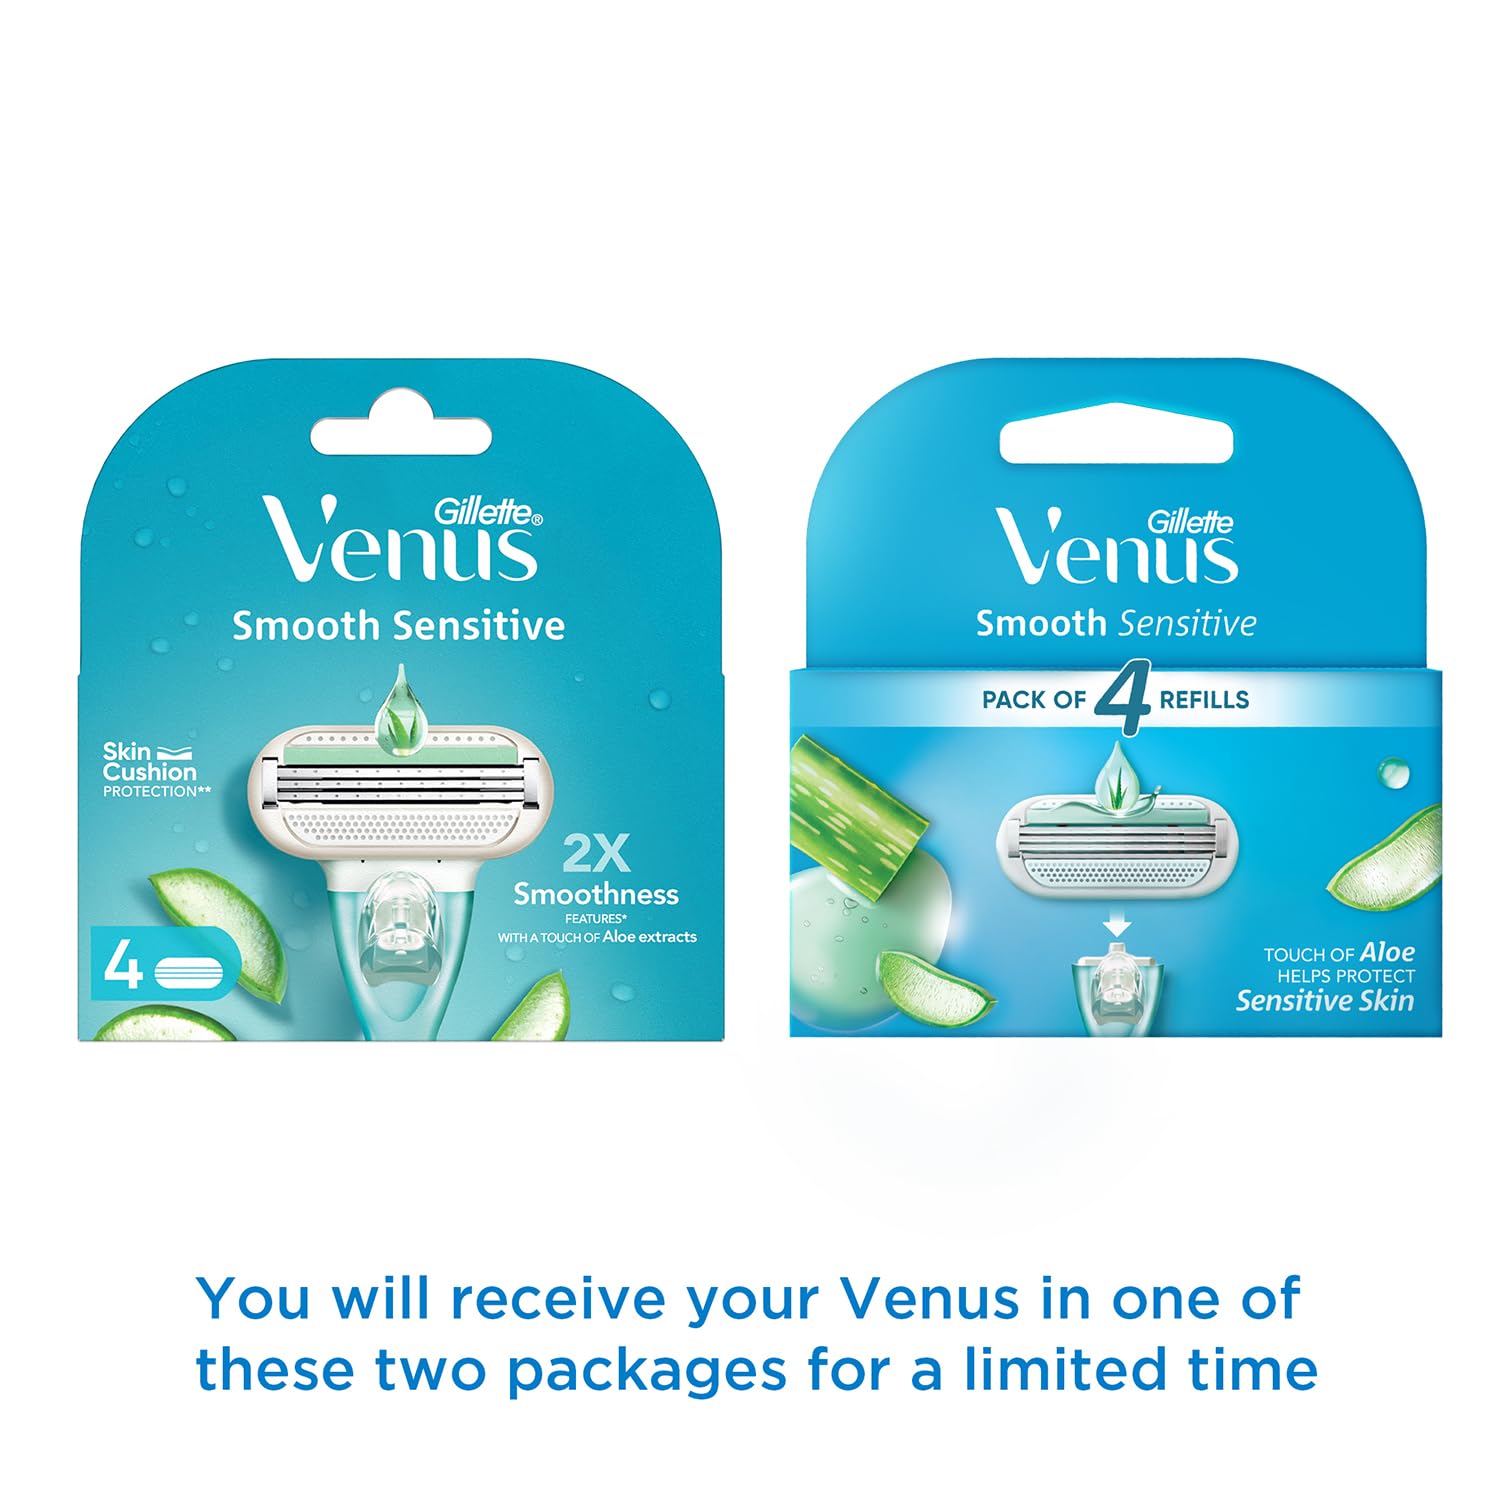 Gillette®
Venus
Smooth Sensitive
Skin
Cushion
PROTECTION**
2X
Smoothness
FEATURES*
WITH A TOUCH OF Aloe extracts
4
Gillette
Venus
Smooth Sensitive
PACK OF 4 REFILLS
TOUCH OF Aloe
HELPS PROTECT
Sensitive Skin
You will receive your Venus in one of
these two packages for a limited time